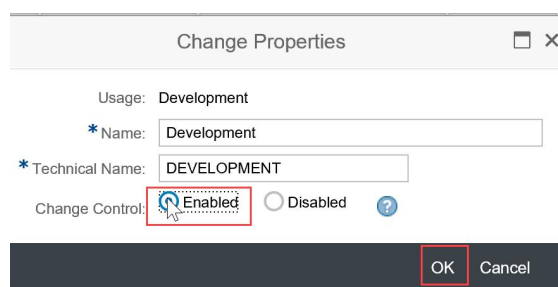 Change Properties
Usage: Development
* Name: Development
* Technical Name: DEVELOPMENT
Change Control: Enabled Disabled ?
OK Cancel